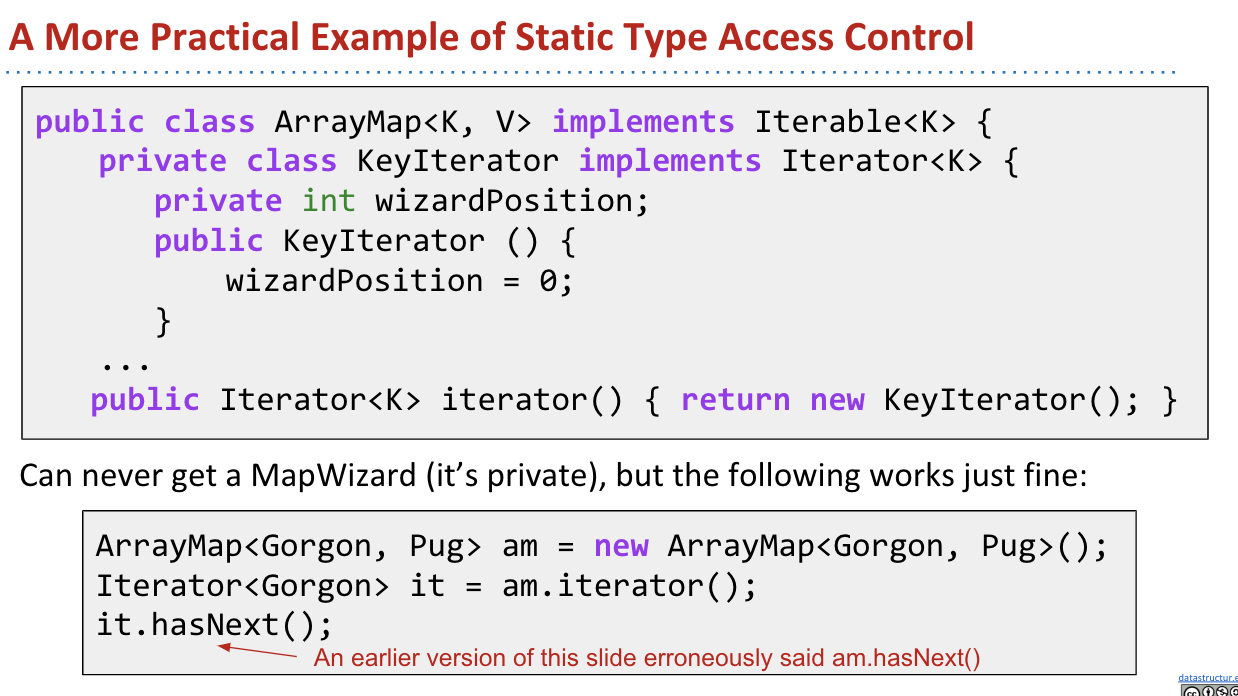 A More Practical Example of Static Type Access Control
public class ArrayMap<K, V> implements Iterable<K> {
private class KeyIterator implements Iterator<K> {
private int wizardPosition;
public KeyIterator () {
wizardPosition = 0;
}
...
public Iterator<K> iterator() { return new KeyIterator(); }
Can never get a MapWizard (it’s private), but the following works just fine:
ArrayMap<Gorgon, Pug> am = new ArrayMap<Gorgon, Pug>();
Iterator<Gorgon> it = am.iterator();
it.hasNext();
An earlier version of this slide erroneously said am.hasNext()
datastructur.e